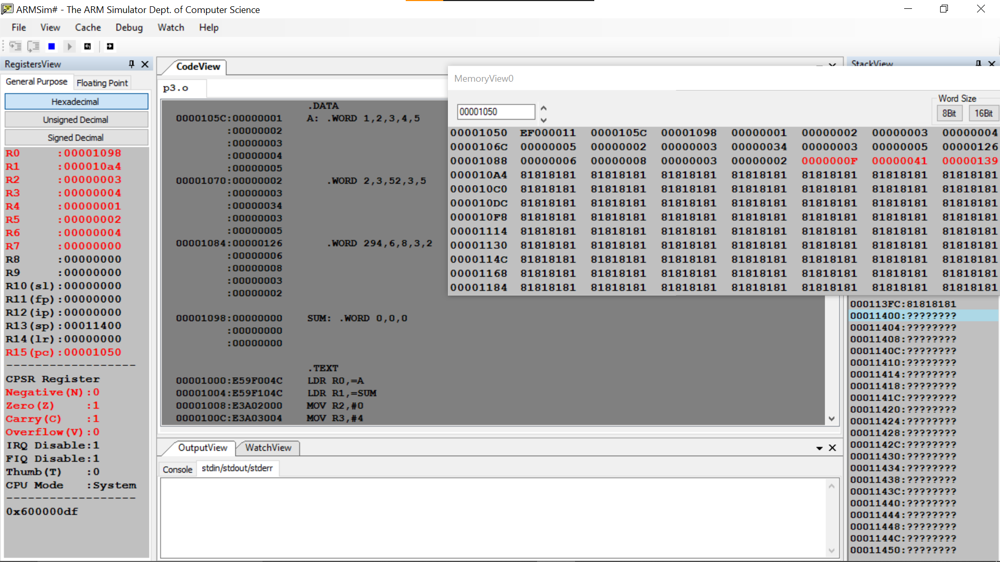 ARMSim# - The ARM Simulator Dept. of Computer Science
File View Cache Debug Watch Help
RegistersView
General Purpose Floating Point
Hexadecimal
Unsigned Decimal
Signed Decimal
R0 :00001098
R1 :000010a4
R2 :00000003
R3 :00000004
R4 :00000001
R5 :00000002
R6 :00000004
R7 :00000000
R8 :00000000
R9 :00000000
R10(sl):00000000
R11(fp):00000000
R12(ip):00000000
R13(sp):00011400
R14(lr):00000000
R15(pc):00001050
-------------------
CPSR Register
Negative(N):0
Zero(Z) :1
Carry(C) :1
Overflow(V):0
IRQ Disable:1
FIQ Disable:1
Thumb(T) :0
CPU Mode :System
-------------------
0x600000df
CodeView
p3.o
.DATA
0000105C:00000001 A: .WORD 1,2,3,4,5
:00000002
:00000003
:00000004
:00000005
00001070:00000002 .WORD 2,3,52,3,5
:00000003
:00000034
:00000003
:00000005
00001084:00000126 .WORD 294,6,8,3,2
:00000006
:00000008
:00000003
:00000002
00001098:00000000 SUM: .WORD 0,0,0
:00000000
:00000000
.TEXT
00001000:E59F004C LDR R0,=A
00001004:E59F104C LDR R1,=SUM
00001008:E3A02000 MOV R2,#0
0000100C:E3A03004 MOV R3,#4
MemoryView0
00001050
Word Size
8Bit 16Bit
00001050 EF000011 0000105C 00001098 00000001 00000002 00000003 00000004
0000106C 00000005 00000002 00000003 00000034 00000003 00000005 00000126
00001088 00000006 00000008 00000003 00000002 0000000F 00000041 00000139
000010A4 81818181 81818181 81818181 81818181 81818181 81818181 81818181
000010C0 81818181 81818181 81818181 81818181 81818181 81818181 81818181
000010DC 81818181 81818181 81818181 81818181 81818181 81818181 81818181
000010F8 81818181 81818181 81818181 81818181 81818181 81818181 81818181
00001114 81818181 81818181 81818181 81818181 81818181 81818181 81818181
00001130 81818181 81818181 81818181 81818181 81818181 81818181 81818181
0000114C 81818181 81818181 81818181 81818181 81818181 81818181 81818181
00001168 81818181 81818181 81818181 81818181 81818181 81818181 81818181
00001184 81818181 81818181 81818181 81818181 81818181 81818181 81818181
OutputView WatchView
Console stdin/stdout/stderr
StackView
000113FC:81818181
00011400:????????
00011404:????????
00011408:????????
0001140C:????????
00011410:????????
00011414:????????
00011418:????????
0001141C:????????
00011420:????????
00011424:????????
00011428:????????
0001142C:????????
00011430:????????
00011434:????????
00011438:????????
0001143C:????????
00011440:????????
00011444:????????
00011448:????????
0001144C:????????
00011450:????????